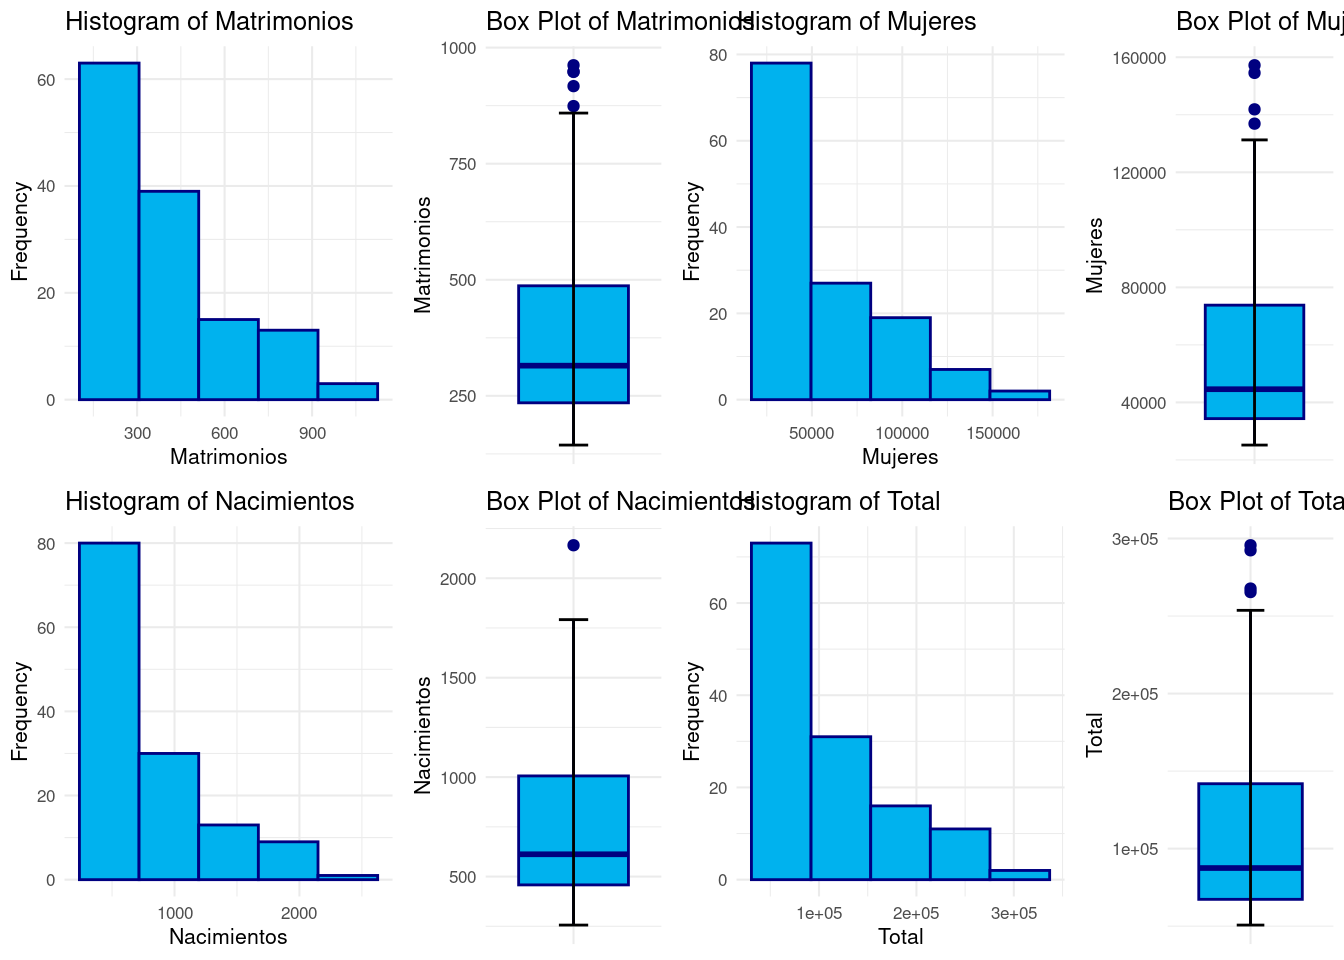 Histogram of Matrimonios
Frequency
60
40
20
0
300 600 900
Matrimonios
Box Plot of Matrimonios
Matrimonios
1000
750
500
250
Histogram of Mujeres
Frequency
80
60
40
20
0
50000 100000 150000
Mujeres
Box Plot of Muj
Mujeres
160000
120000
80000
40000
Histogram of Nacimientos
Frequency
80
60
40
20
0
1000 2000
Nacimientos
Box Plot of Nacimientos
Nacimientos
2000
1500
1000
500
Histogram of Total
Frequency
60
40
20
0
1e+05 2e+05 3e+05
Total
Box Plot of Tota
Total
3e+05
2e+05
1e+05